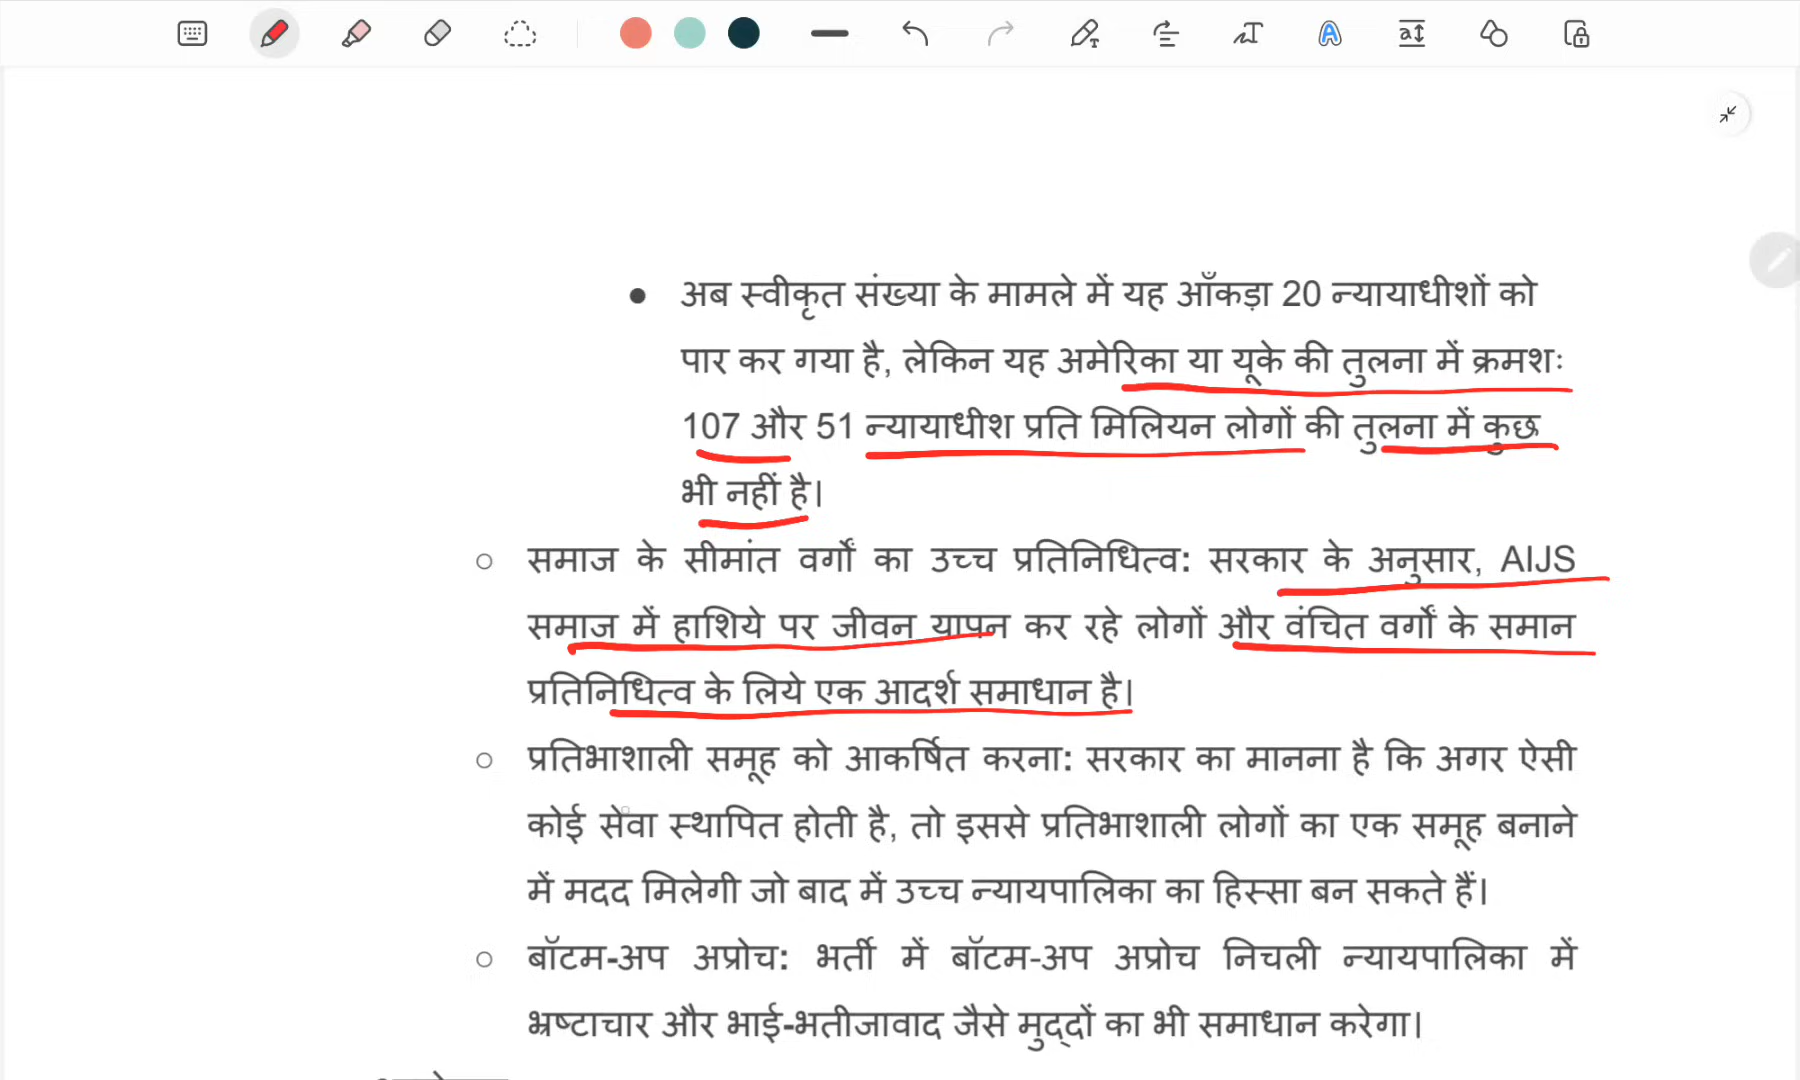 अब स्वीकृत संख्या के मामले में यह आँकड़ा 20 न्यायाधीशों को
पार कर गया है, लेकिन यह अमेरिका या यूके की तुलना में क्रमशः
107 और 51 न्यायाधीश प्रति मिलियन लोगों की तुलना में कुछ
भी नहीं है।
समाज के सीमांत वर्गों का उच्च प्रतिनिधित्व: सरकार के अनुसार, AIJS
समाज में हाशिये पर जीवन यापन कर रहे लोगों और वंचित वर्गों के समान
प्रतिनिधित्व के लिये एक आदर्श समाधान है।
प्रतिभाशाली समूह को आकर्षित करना: सरकार का मानना है कि अगर ऐसी
कोई सेवा स्थापित होती है, तो इससे प्रतिभाशाली लोगों का एक समूह बनाने
में मदद मिलेगी जो बाद में उच्च न्यायपालिका का हिस्सा बन सकते हैं।
बॉटम-अप अप्रोच: भर्ती में बॉटम-अप अप्रोच निचली न्यायपालिका में
भ्रष्टाचार और भाई-भतीजावाद जैसे मुद्दों का भी समाधान करेगा।